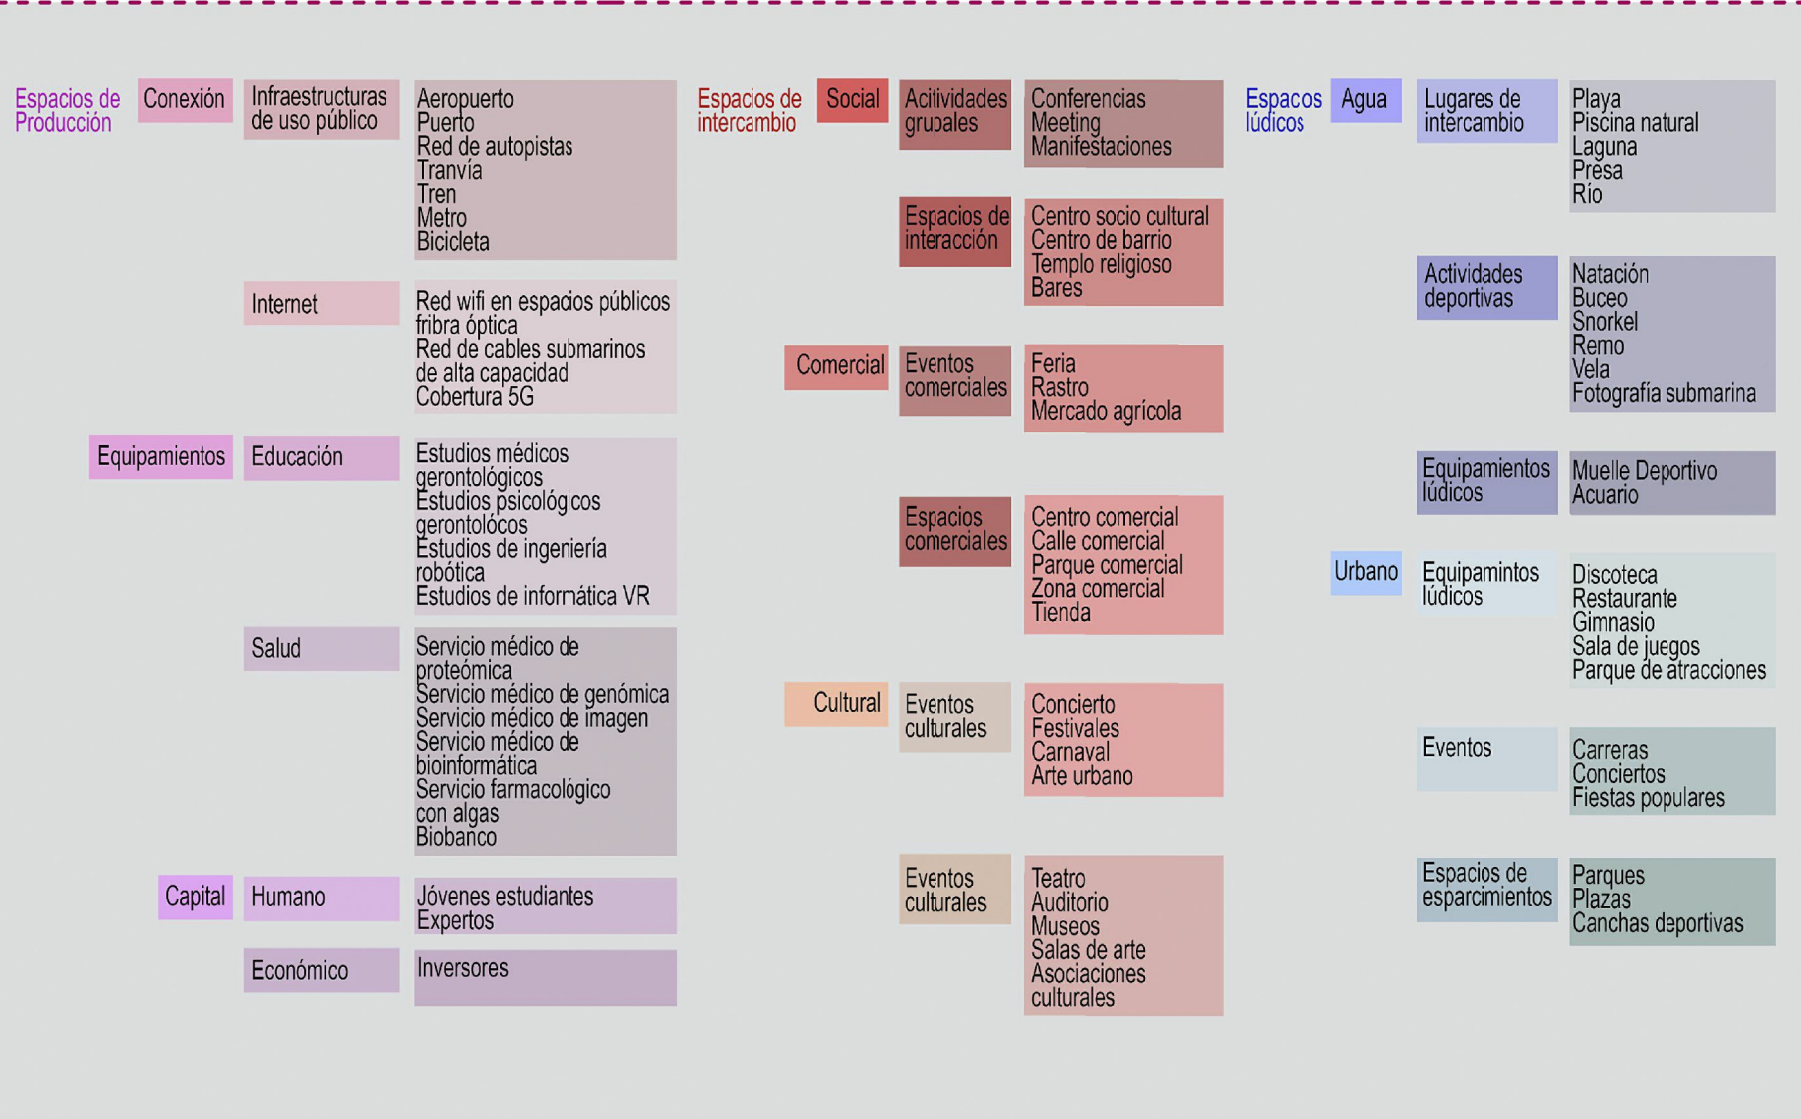 Espacios de
Producción
Conexión
Infraestructuras
de uso público
Aeropuerto
Puerto
Red de autopistas
Tranvía
Tren
Metro
Bicicleta
Internet
Red wifi en espacios públicos
fribra óptica
Red de cables submarinos
de alta capacidad
Cobertura 5G
Equipamientos
Educación
Estudios médicos
gerontológicos
Estudios psicológicos
gerontolócos
Estudios de ingeniería
robótica
Estudios de informática VR
Salud
Servicio médico de
proteómica
Servicio médico de genómica
Servicio médico de imagen
Servicio médico de
bioinformática
Servicio farmacológico
con algas
Biobanco
Capital
Humano
Jóvenes estudiantes
Expertos
Económico
Inversores
Espacios de
intercambio
Social
Acitividades
grupales
Conferencias
Meeting
Manifestaciones
Espacios de
interacción
Centro socio cultural
Centro de barrio
Templo religioso
Bares
Comercial
Eventos
comerciales
Feria
Rastro
Mercado agrícola
Espacios
comerciales
Centro comercial
Calle comercial
Parque comercial
Zona comercial
Tienda
Cultural
Eventos
culturales
Concierto
Festivales
Carnaval
Arte urbano
Eventos
culturales
Teatro
Auditorio
Museos
Salas de arte
Asociaciones
culturales
Espacos
lúdicos
Agua
Lugares de
intercambio
Playa
Piscina natural
Laguna
Presa
Río
Actividades
deportivas
Natación
Buceo
Snorkel
Remo
Vela
Fotografía submarina
Equipamientos
lúdicos
Muelle Deportivo
Acuario
Urbano
Equipamintos
lúdicos
Discoteca
Restaurante
Gimnasio
Sala de juegos
Parque de atracciones
Eventos
Carreras
Conciertos
Fiestas populares
Espacios de
esparcimientos
Parques
Plazas
Canchas deportivas